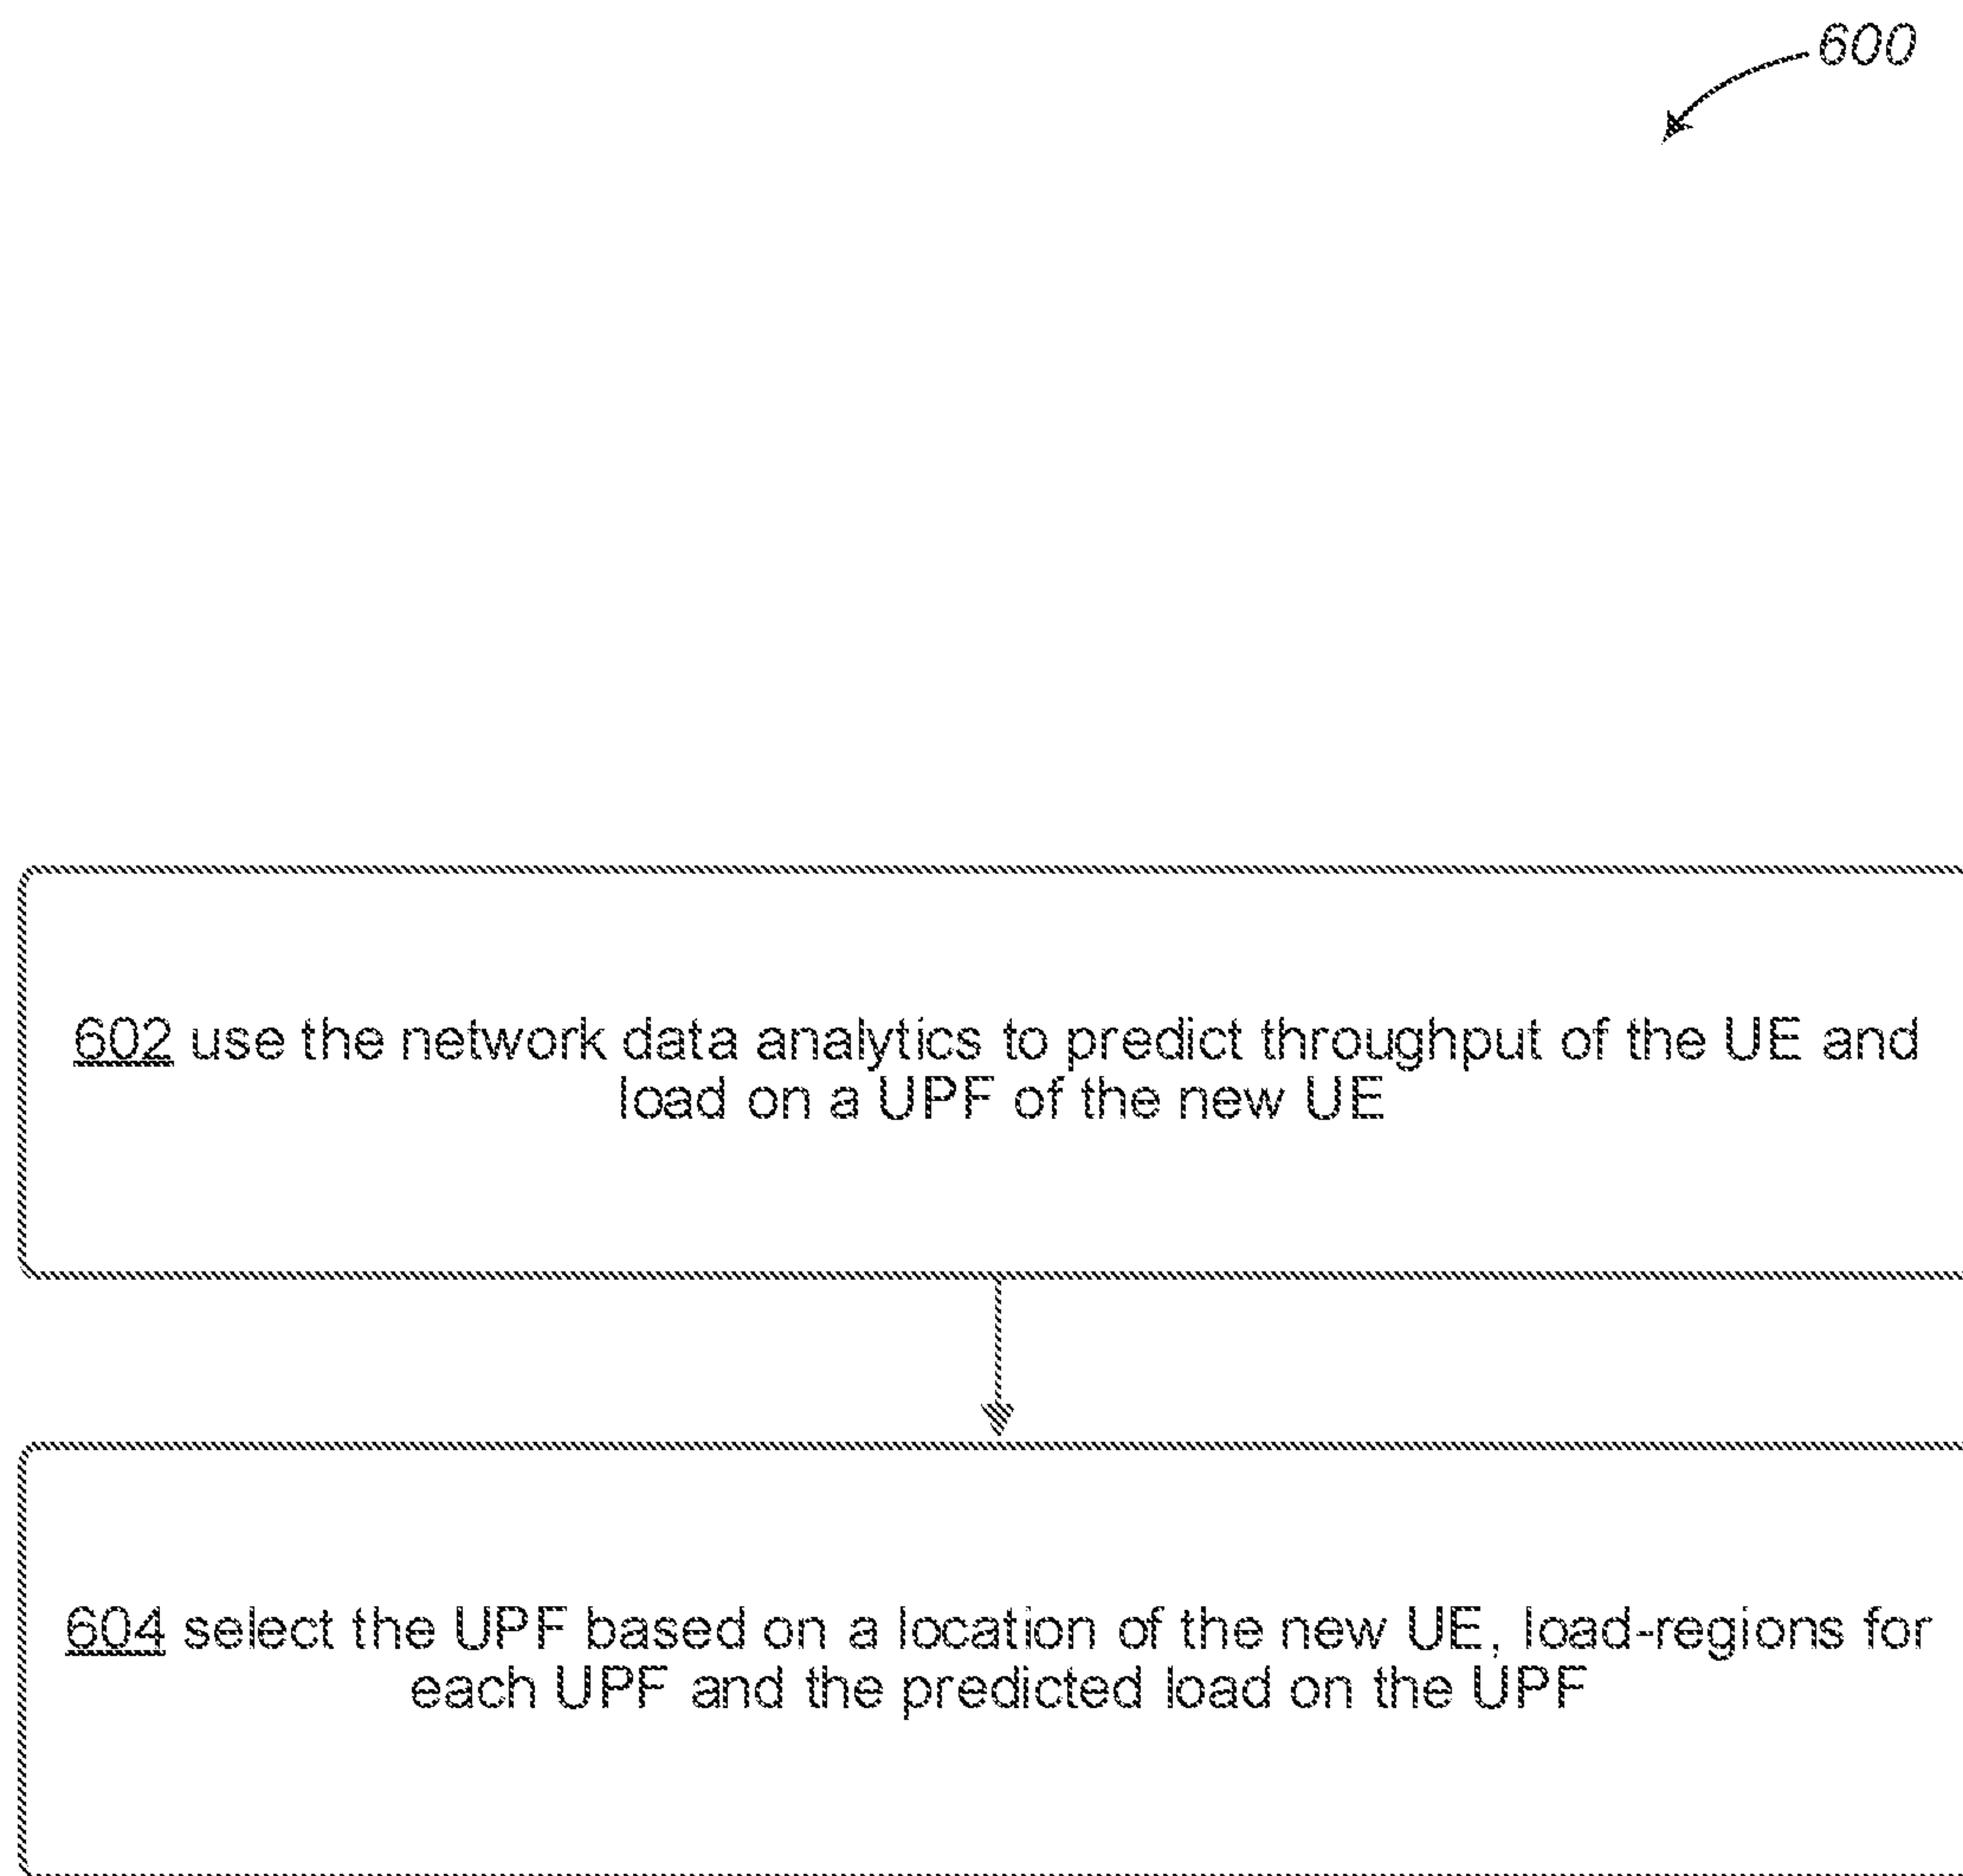 600
602 use the network data analytics to predict throughput of the UE and
load on a UPF of the new UE
604 select the UPF based on a location of the new UE, load-regions for
each UPF and the predicted load on the UPF